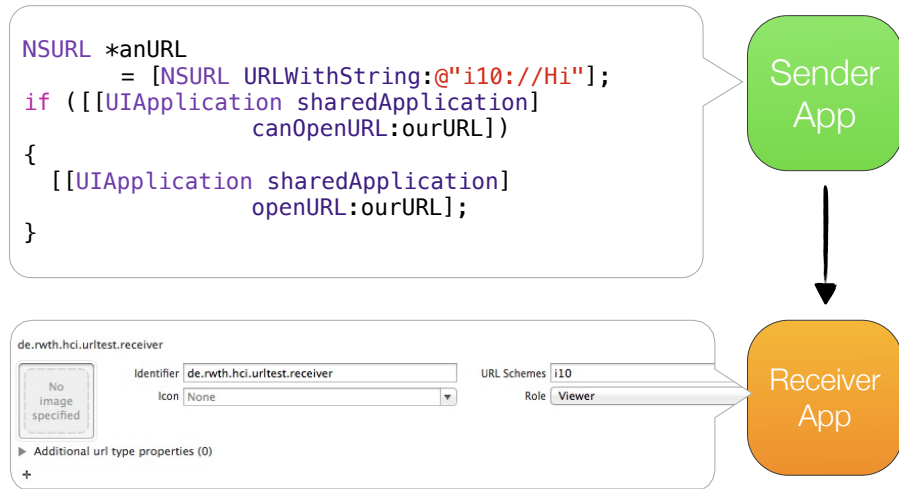 NSURL *anURL
= [NSURL URLWithString:@"i10://Hi"];
if ([[UIApplication sharedApplication]
canOpenURL:ourURL])
{
[[UIApplication sharedApplication]
openURL:ourURL];
}
Sender
App
de.rwth.hci.urltest.receiver
No
image
specified
Identifier de.rwth.hci.urltest.receiver
URL Schemes i10
Icon None
Role Viewer
Additional url type properties (0)
+
Receiver
App